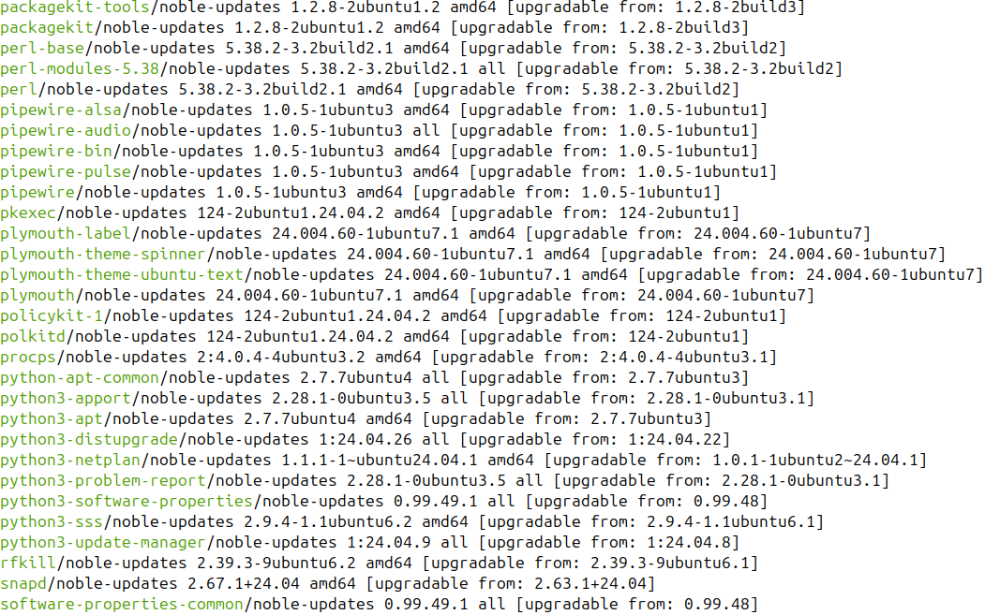 packagekit-tools/noble-updates 1.2.8-2ubuntu1.2 amd64 [upgradable from: 1.2.8-2build3]
packagekit/noble-updates 1.2.8-2ubuntu1.2 amd64 [upgradable from: 1.2.8-2build3]
perl-base/noble-updates 5.38.2-3.2build2.1 amd64 [upgradable from: 5.38.2-3.2build2]
perl-modules-5.38/noble-updates 5.38.2-3.2build2.1 all [upgradable from: 5.38.2-3.2build2]
perl/noble-updates 5.38.2-3.2build2.1 amd64 [upgradable from: 5.38.2-3.2build2]
pipewire-alsa/noble-updates 1.0.5-1ubuntu3 amd64 [upgradable from: 1.0.5-1ubuntu1]
pipewire-audio/noble-updates 1.0.5-1ubuntu3 all [upgradable from: 1.0.5-1ubuntu1]
pipewire-bin/noble-updates 1.0.5-1ubuntu3 amd64 [upgradable from: 1.0.5-1ubuntu1]
pipewire-pulse/noble-updates 1.0.5-1ubuntu3 amd64 [upgradable from: 1.0.5-1ubuntu1]
pipewire/noble-updates 1.0.5-1ubuntu3 amd64 [upgradable from: 1.0.5-1ubuntu1]
pkexec/noble-updates 124-2ubuntu1.24.04.2 amd64 [upgradable from: 124-2ubuntu1]
plymouth-label/noble-updates 24.004.60-1ubuntu7.1 amd64 [upgradable from: 24.004.60-1ubuntu7]
plymouth-theme-spinner/noble-updates 24.004.60-1ubuntu7.1 amd64 [upgradable from: 24.004.60-1ubuntu7]
plymouth-theme-ubuntu-text/noble-updates 24.004.60-1ubuntu7.1 amd64 [upgradable from: 24.004.60-1ubuntu7]
plymouth/noble-updates 24.004.60-1ubuntu7.1 amd64 [upgradable from: 24.004.60-1ubuntu7]
policykit-1/noble-updates 124-2ubuntu1.24.04.2 amd64 [upgradable from: 124-2ubuntu1]
polkitd/noble-updates 124-2ubuntu1.24.04.2 amd64 [upgradable from: 124-2ubuntu1]
procps/noble-updates 2:4.0.4-4ubuntu3.2 amd64 [upgradable from: 2:4.0.4-4ubuntu3.1]
python-apt-common/noble-updates 2.7.7ubuntu4 all [upgradable from: 2.7.7ubuntu3]
python3-apport/noble-updates 2.28.1-0ubuntu3.5 all [upgradable from: 2.28.1-0ubuntu3.1]
python3-apt/noble-updates 2.7.7ubuntu4 amd64 [upgradable from: 2.7.7ubuntu3]
python3-distupgrade/noble-updates 1:24.04.26 all [upgradable from: 1:24.04.22]
python3-netplan/noble-updates 1.1.1-1~ubuntu24.04.1 amd64 [upgradable from: 1.0.1-1ubuntu2~24.04.1]
python3-problem-report/noble-updates 2.28.1-0ubuntu3.5 all [upgradable from: 2.28.1-0ubuntu3.1]
python3-software-properties/noble-updates 0.99.49.1 all [upgradable from: 0.99.48]
python3-sss/noble-updates 2.9.4-1.1ubuntu6.2 amd64 [upgradable from: 2.9.4-1.1ubuntu6.1]
python3-update-manager/noble-updates 1:24.04.9 all [upgradable from: 1:24.04.8]
rfkill/noble-updates 2.39.3-9ubuntu6.2 amd64 [upgradable from: 2.39.3-9ubuntu6.1]
snapd/noble-updates 2.67.1+24.04 amd64 [upgradable from: 2.63.1+24.04]
software-properties-common/noble-updates 0.99.49.1 all [upgradable from: 0.99.48]